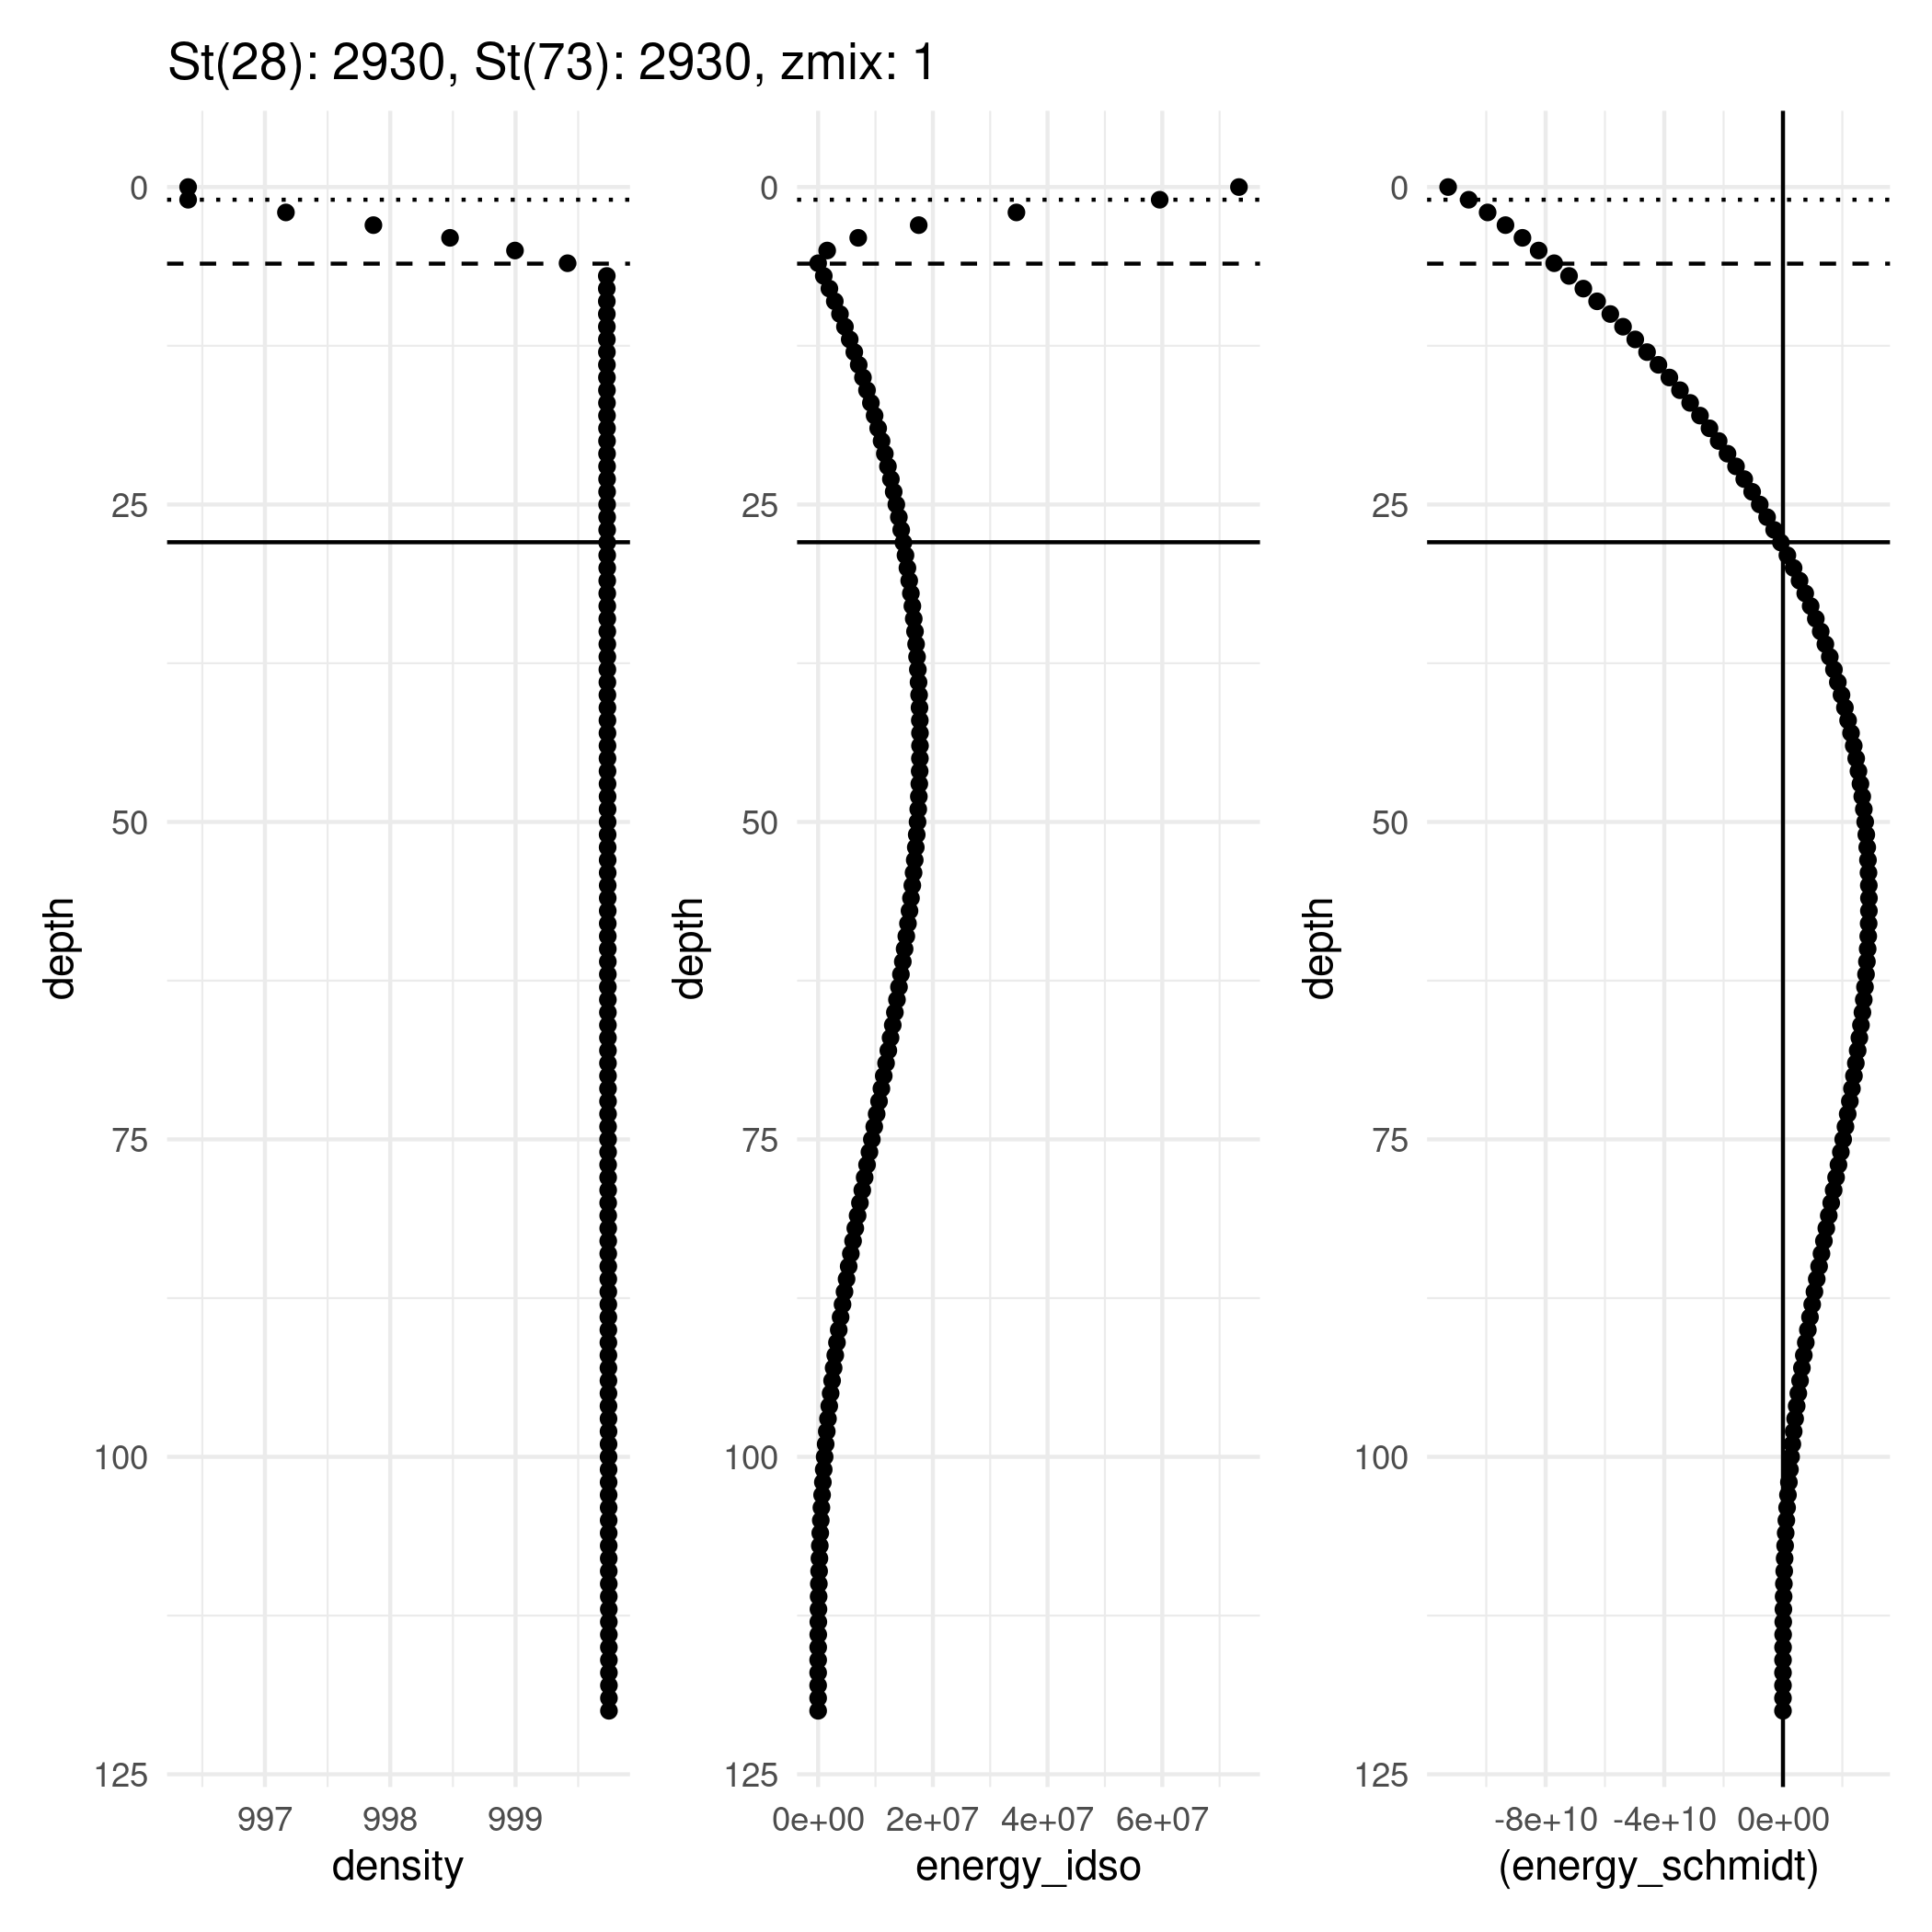 St(28): 2930, St(73): 2930, zmix: 1
0
25
50
75
100
125
depth
997 998 999
density
0
25
50
75
100
125
depth
0e+00 2e+07 4e+07 6e+07
energy_idso
0
25
50
75
100
125
depth
-8e+10 -4e+10 0e+00
(energy_schmidt)